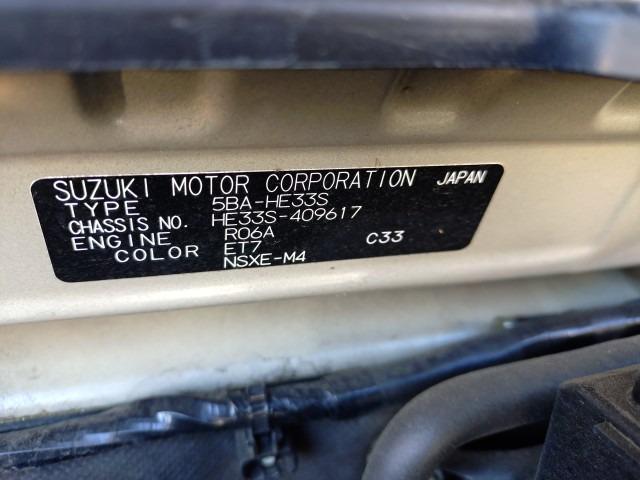 SUZUKI MOTOR CORPORATION JAPAN
TYPE 5BA-HE33S
CHASSIS NO. HE33S-409617
ENGINE R06A C33
COLOR ET7
NSXE-M4